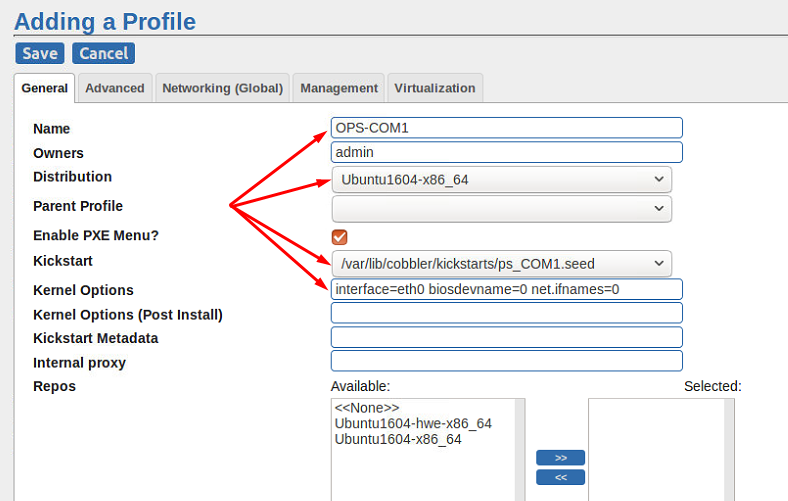 Adding a Profile
Save Cancel
General Advanced Networking (Global) Management Virtualization
Name OPS-COM1
Owners admin
Distribution Ubuntu1604-x86_64
Parent Profile
Enable PXE Menu?
Kickstart /var/lib/cobbler/kickstarts/ps_COM1.seed
Kernel Options interface=eth0 biosdevname=0 net.ifnames=0
Kernel Options (Post Install)
Kickstart Metadata
Internal proxy
Repos Available: Selected:
<<None>>
Ubuntu1604-hwe-x86_64
Ubuntu1604-x86_64
>>
<<